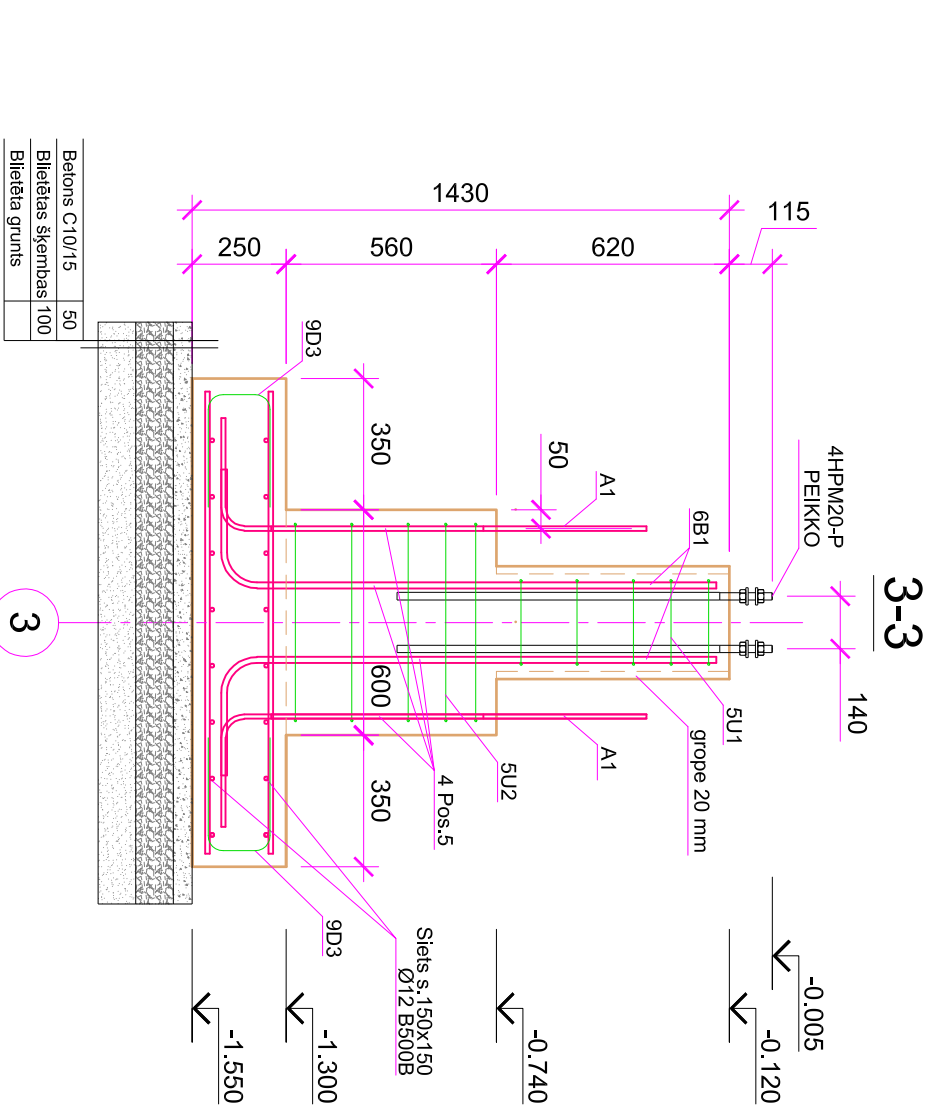 3-3
4HPM20-P
PEIKKO
140
115
1430
620
560
250
A1
6B1
50
5U1
grope 20 mm
A1
5U2
4 Pos.5
9D3
350
600
350
9D3
Siets s.150x150
Ø12 B500B
-0.005
-0.120
-0.740
-1.300
-1.550
Betons C10/15 50
Blietētas šķembas 100
Blietēta grunts
3